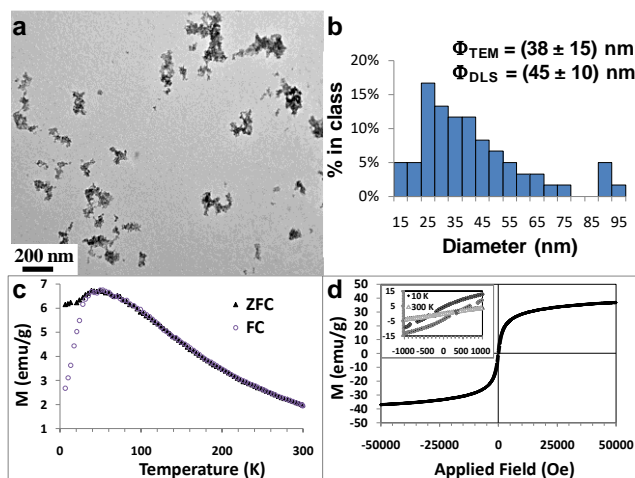 a
200 nm
b
Φ_TEM = (38 ± 15) nm
Φ_DLS = (45 ± 10) nm
20%
15%
10%
5%
0%
% in class
15 25 35 45 55 65 75 85 95
Diameter (nm)
c
7
6
5
4
3
2
1
M (emu/g)
ZFC
FC
0 100 200 300
Temperature (K)
d
50
40
30
20
10
0
-10
-20
-30
-40
-50
M (emu/g)
15
5
-5
-15
10 K
300 K
-1000 -500 0 500 1000
-50000 -25000 0 25000 50000
Applied Field (Oe)